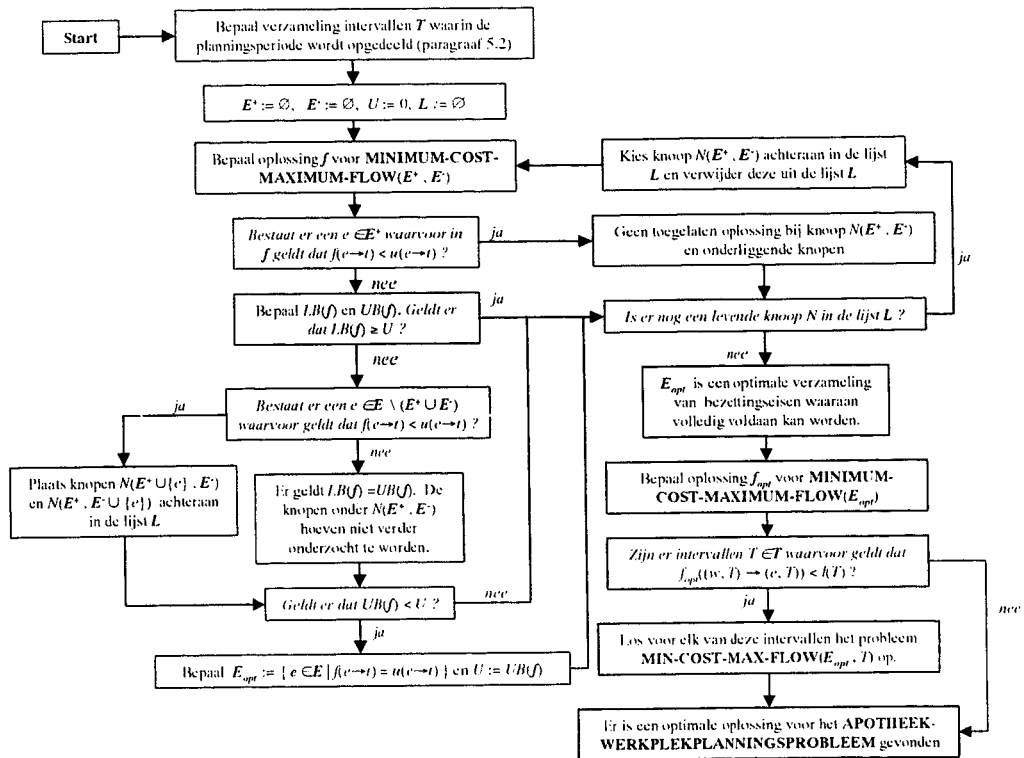 Start
Bepaal verzameling intervallen T waarin de
planningsperiode wordt opgedeeld (paragraaf 5.2)
E⁺ := ∅, E⁻ := ∅, U := 0, L := ∅
Bepaal oplossing f voor MINIMUM-COST-
MAXIMUM-FLOW(E⁺, E⁻)
Kies knoop N(E⁺, E⁻) achteraan in de lijst
L en verwijder deze uit de lijst L
Bestaat er een e ∈ E⁺ waarvoor in
f geldt dat f(e→t) < u(e→t) ?
ja
Geen toegelaten oplossing bij knoop N(E⁺, E⁻)
en onderliggende knopen
ja
nee
Bepaal LB(f) en UB(f). Geldt er
dat LB(f) ≥ U ?
ja
Is er nog een levende knoop N in de lijst L ?
nee
nee
Bestaat er een e ∈ E \ (E⁺ ∪ E⁻)
waarvoor geldt dat f(e→t) < u(e→t) ?
ja
nee
E_opt is een optimale verzameling
van bezettingseisen waaraan
volledig voldaan kan worden.
Plaats knopen N(E⁺∪{e}, E⁻)
en N(E⁺, E⁻∪{e}) achteraan
in de lijst L
Er geldt LB(f) = UB(f). De
knopen onder N(E⁺, E⁻)
hoeven niet verder
onderzocht te worden.
Bepaal oplossing f_opt voor MINIMUM-
COST-MAXIMUM-FLOW(E_opt)
Zijn er intervallen T ∈ T waarvoor geldt dat
f_opt((w, T) → (e, T)) < l(T) ?
Geldt er dat UB(f) < U ?
nee
ja
ja
nee
Los voor elk van deze intervallen het probleem
MIN-COST-MAX-FLOW(E_opt, T) op.
Bepaal E_opt := { e ∈ E | f(e→t) = u(e→t) } en U := UB(f)
Er is een optimale oplossing voor het APOTHEEK-
WERKPLEKPLANNINGSPROBLEEM gevonden